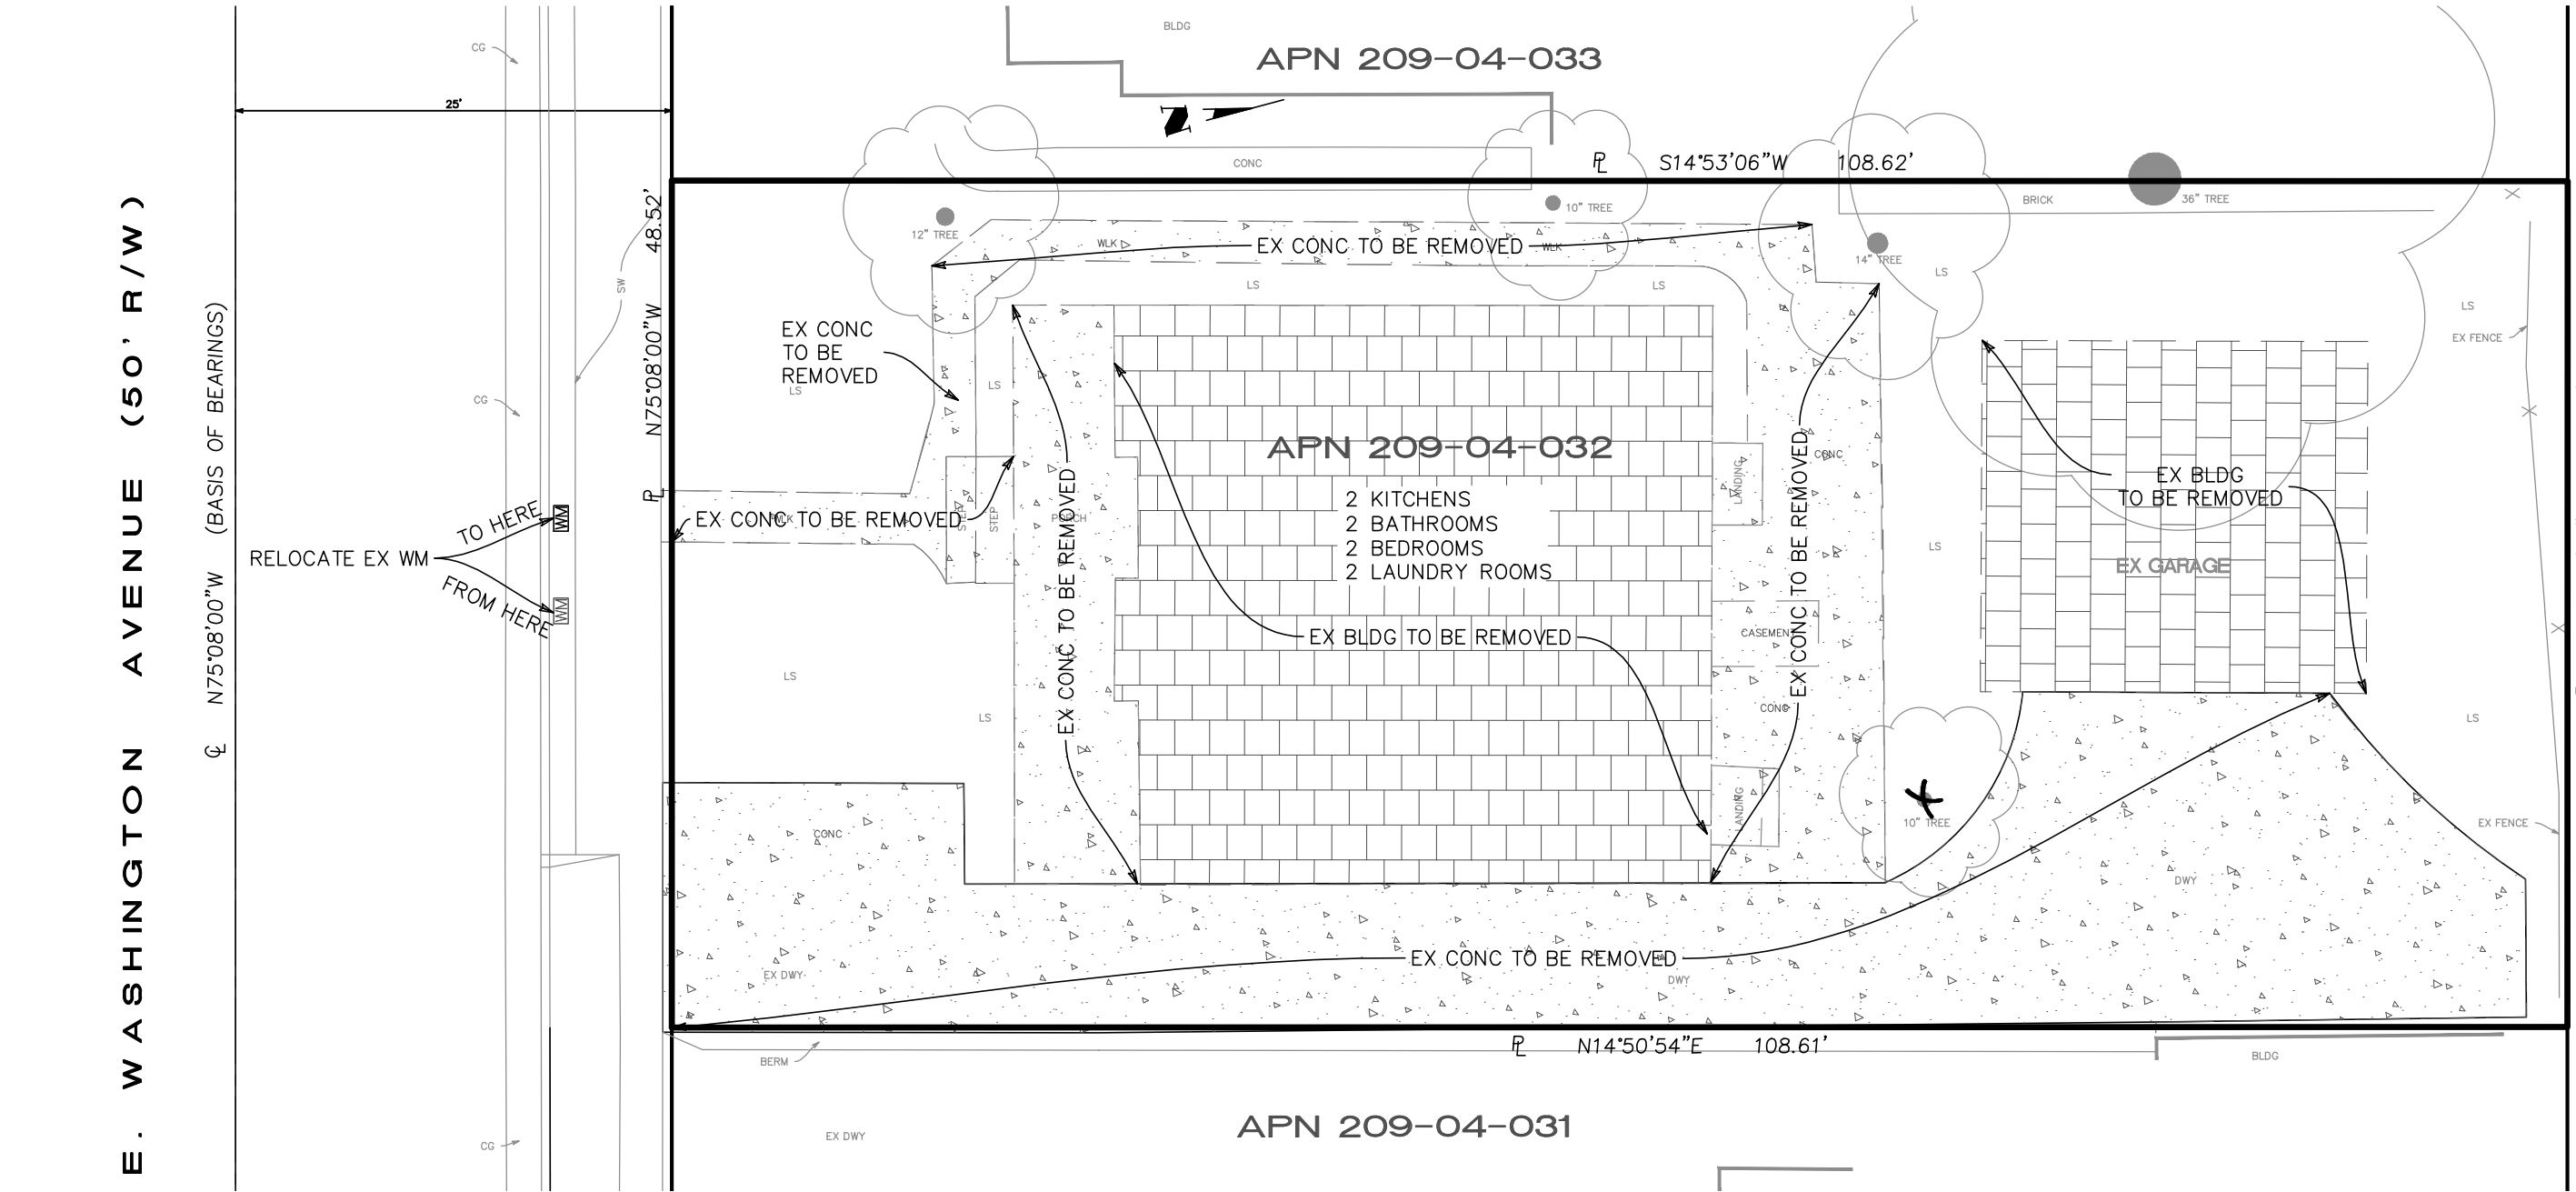 BLDG
APN 209-04-033
CG
25'
N
CONC
PL S14°53'06"W 108.62'
BRICK
36" TREE
12" TREE
10" TREE
14" TREE
WLK
EX CONC TO BE REMOVED
WLK
LS
LS
LS
LS
EX FENCE
EX CONC
TO BE
REMOVED
LS
LS
SW
PL N75°08'00"W 48.52'
CG
E. WASHINGTON AVENUE (50' R/W)
CL N75°08'00"W (BASIS OF BEARINGS)
APN 209-04-032
2 KITCHENS
2 BATHROOMS
2 BEDROOMS
2 LAUNDRY ROOMS
LANDING
CONC
EX CONC TO BE REMOVED
EX BLDG
TO BE REMOVED
EX GARAGE
LS
TO HERE
WM
RELOCATE EX WM
FROM HERE
WM
WLK
EX CONC TO BE REMOVED
STEP
STEP
PORCH
EX CONC TO BE REMOVED
EX BLDG TO BE REMOVED
CASEMENT
CONC
LANDING
LS
LS
LS
10" TREE
EX FENCE
CONC
DWY
EX DWY
EX CONC TO BE REMOVED
DWY
PL N14°50'54"E 108.61'
BERM
BLDG
APN 209-04-031
EX DWY
CG